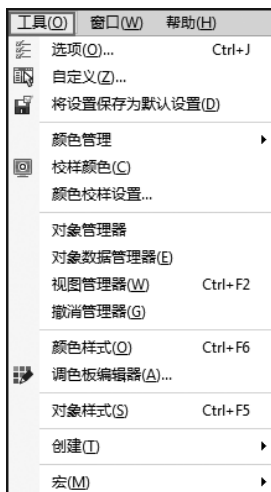 工具(O) 窗口(W) 帮助(H)
选项(O)... Ctrl+J
自定义(Z)...
将设置保存为默认设置(D)
颜色管理
校样颜色(C)
颜色校样设置...
对象管理器
对象数据管理器(E)
视图管理器(W) Ctrl+F2
撤消管理器(G)
颜色样式(O) Ctrl+F6
调色板编辑器(A)...
对象样式(S) Ctrl+F5
创建(T)
宏(M)